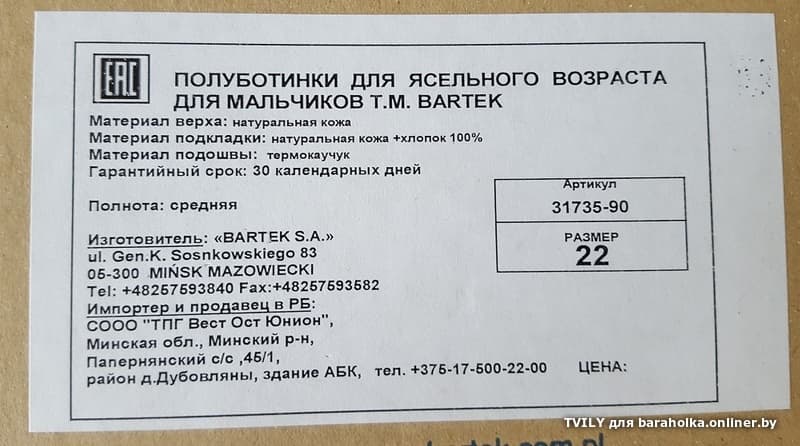 EAC
ПОЛУБОТИНКИ ДЛЯ ЯСЕЛЬНОГО ВОЗРАСТА
ДЛЯ МАЛЬЧИКОВ Т.М. BARTEK
Материал верха: натуральная кожа
Материал подкладки: натуральная кожа +хлопок 100%
Материал подошвы: термокаучук
Гарантийный срок: 30 календарных дней
Полнота: средняя
Артикул
31735-90
РАЗМЕР
22
Изготовитель: «BARTEK S.A.»
ul. Gen.K. Sosnkowskiego 83
05-300 MIŃSK MAZOWIECKI
Tel: +48257593840 Fax:+48257593582
Импортер и продавец в РБ:
СООО "ТПГ Вест Ост Юнион",
Минская обл., Минский р-н,
Папернянский с/с ,45/1,
район д.Дубовляны, здание АБК, тел. +375-17-500-22-00 ЦЕНА:
TVILY для baraholka.onliner.by